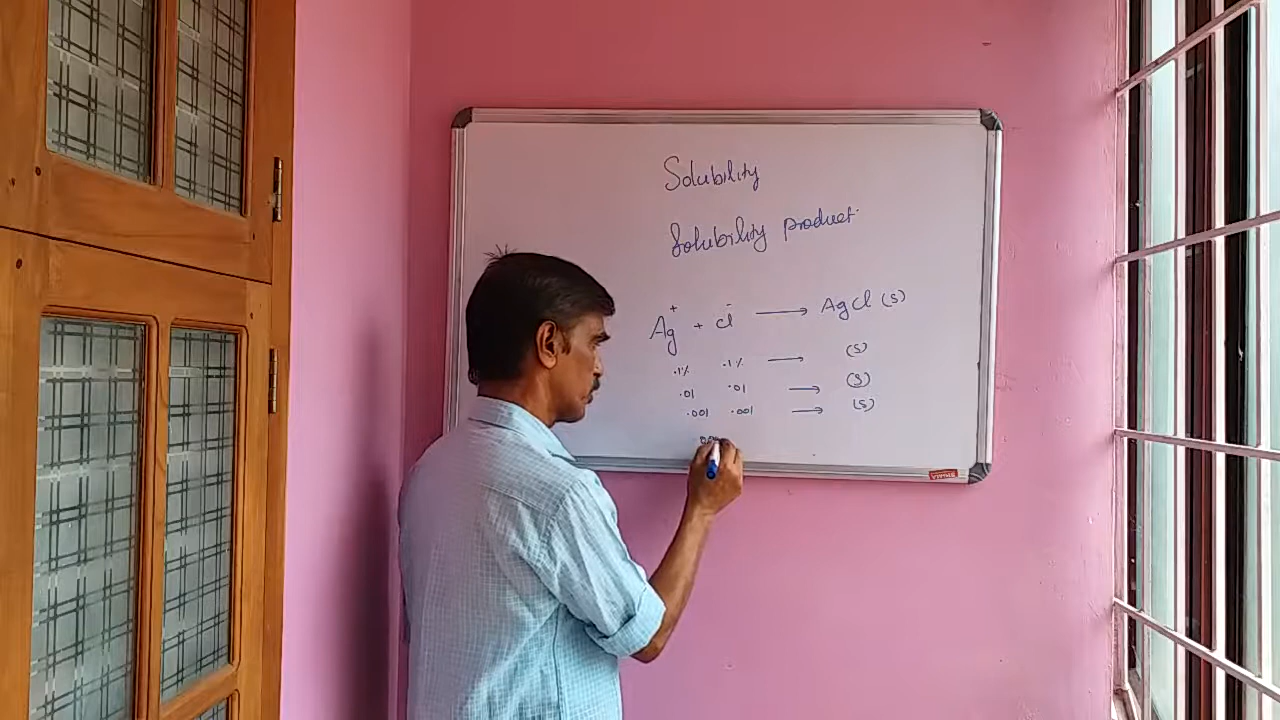 Solubility
Solubility product
Ag⁺ + Cl⁻ ⟶ AgCl (s)
.1% .1% ⟶ (s)
.01 .01 ⟶ (s)
.001 .001 ⟶ (s)